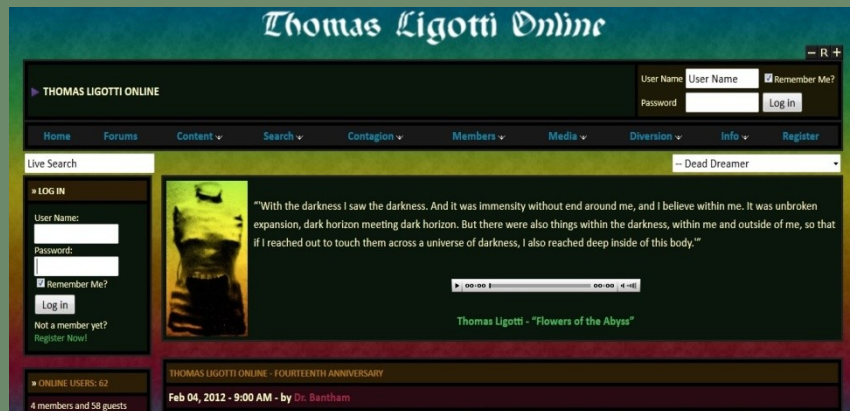 Thomas Ligotti Online
− R +
THOMAS LIGOTTI ONLINE
User Name User Name Remember Me?
Password Log in
Home Forums Content Search Contagion Members Media Diversion Info Register
Live Search -- Dead Dreamer
» LOG IN
User Name:
Password:
Remember Me?
Log in
Not a member yet?
Register Now!
"'With the darkness I saw the darkness. And it was immensity without end around me, and I believe within me. It was unbroken
expansion, dark horizon meeting dark horizon. But there were also things within the darkness, within me and outside of me, so that
if I reached out to touch them across a universe of darkness, I also reached deep inside of this body.'"
00:00 00:00
Thomas Ligotti - "Flowers of the Abyss"
» ONLINE USERS: 62
4 members and 58 guests
THOMAS LIGOTTI ONLINE - FOURTEENTH ANNIVERSARY
Feb 04, 2012 - 9:00 AM - by Dr. Bantham